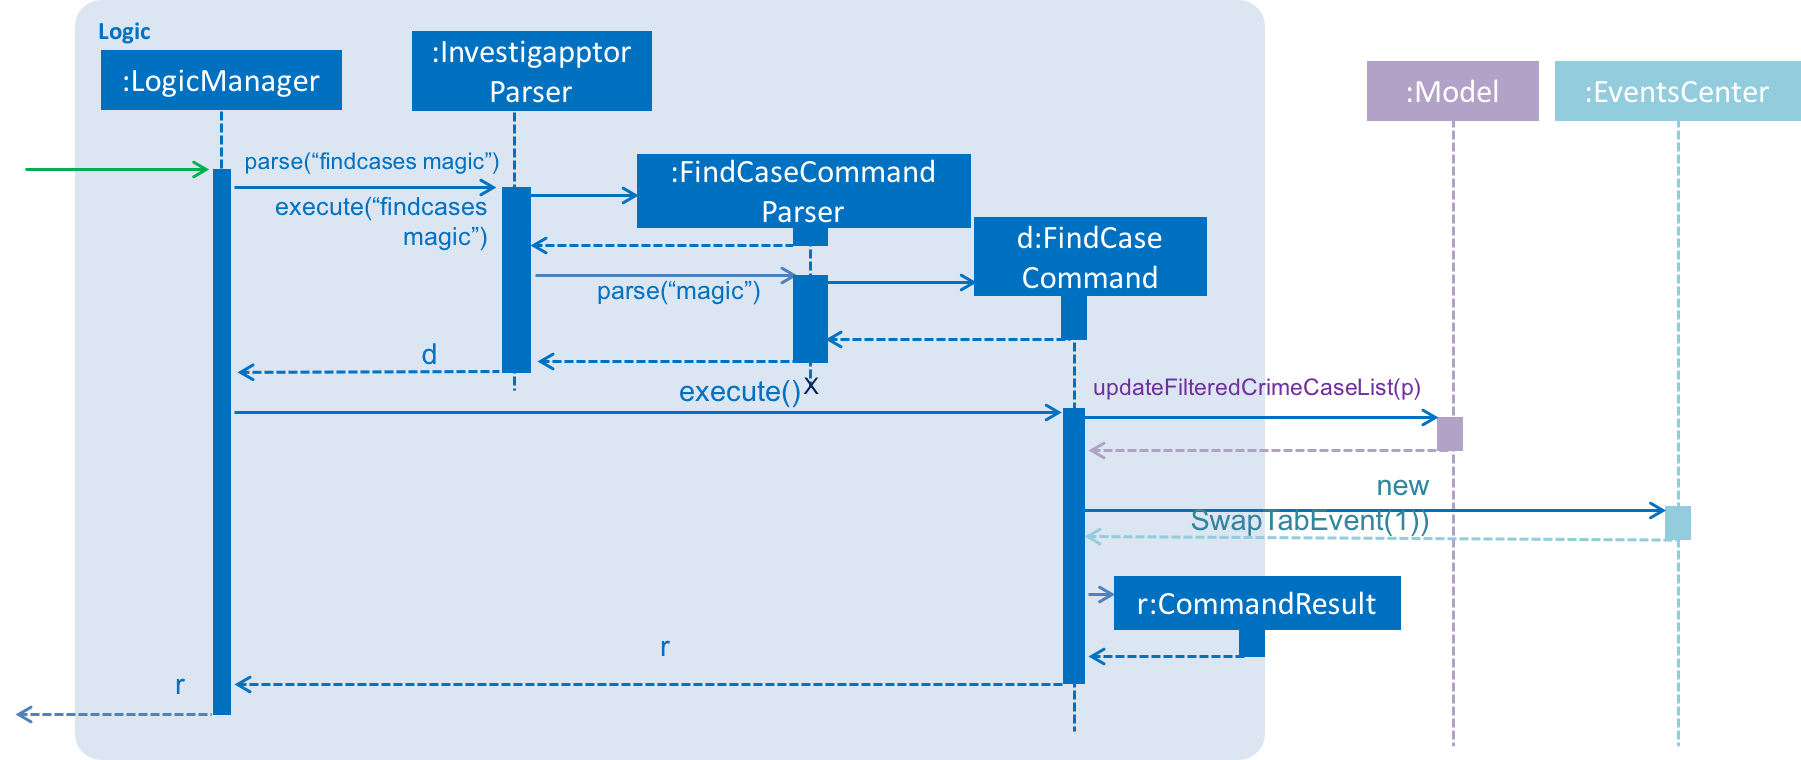 Logic
:LogicManager
:Investigapptor
Parser
:Model
:EventsCenter
parse(“findcases magic”)
:FindCaseCommand
Parser
execute(“findcases
magic”)
d:FindCase
Command
parse(“magic”)
d
execute()
X
updateFilteredCrimeCaseList(p)
new
SwapTabEvent(1))
r:CommandResult
r
r